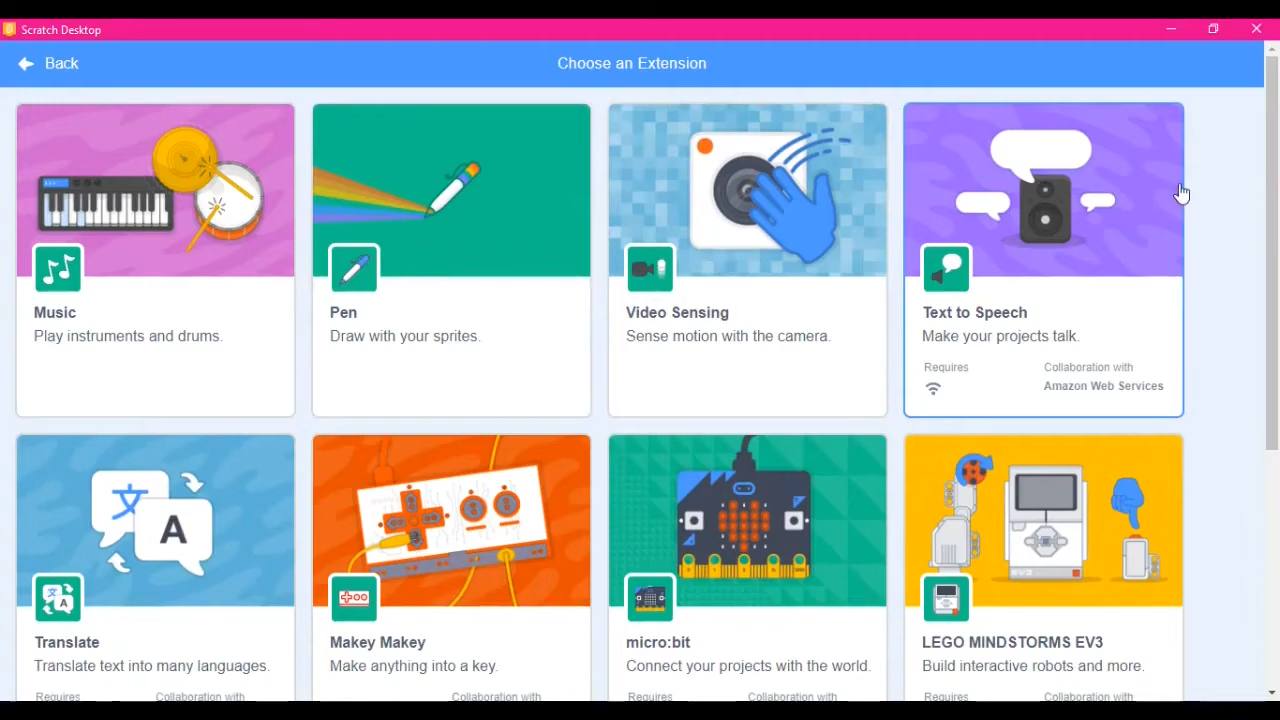 Scratch Desktop
Back
Choose an Extension
Music
Play instruments and drums.
Pen
Draw with your sprites.
Video Sensing
Sense motion with the camera.
Text to Speech
Make your projects talk.
Requires
Collaboration with
Amazon Web Services
文
A
文
A
Translate
Translate text into many languages.
Requires
Collaboration with
Makey Makey
Make anything into a key.
Collaboration with
micro:bit
Connect your projects with the world.
Requires
Collaboration with
EV3
LEGO MINDSTORMS EV3
Build interactive robots and more.
Requires
Collaboration with